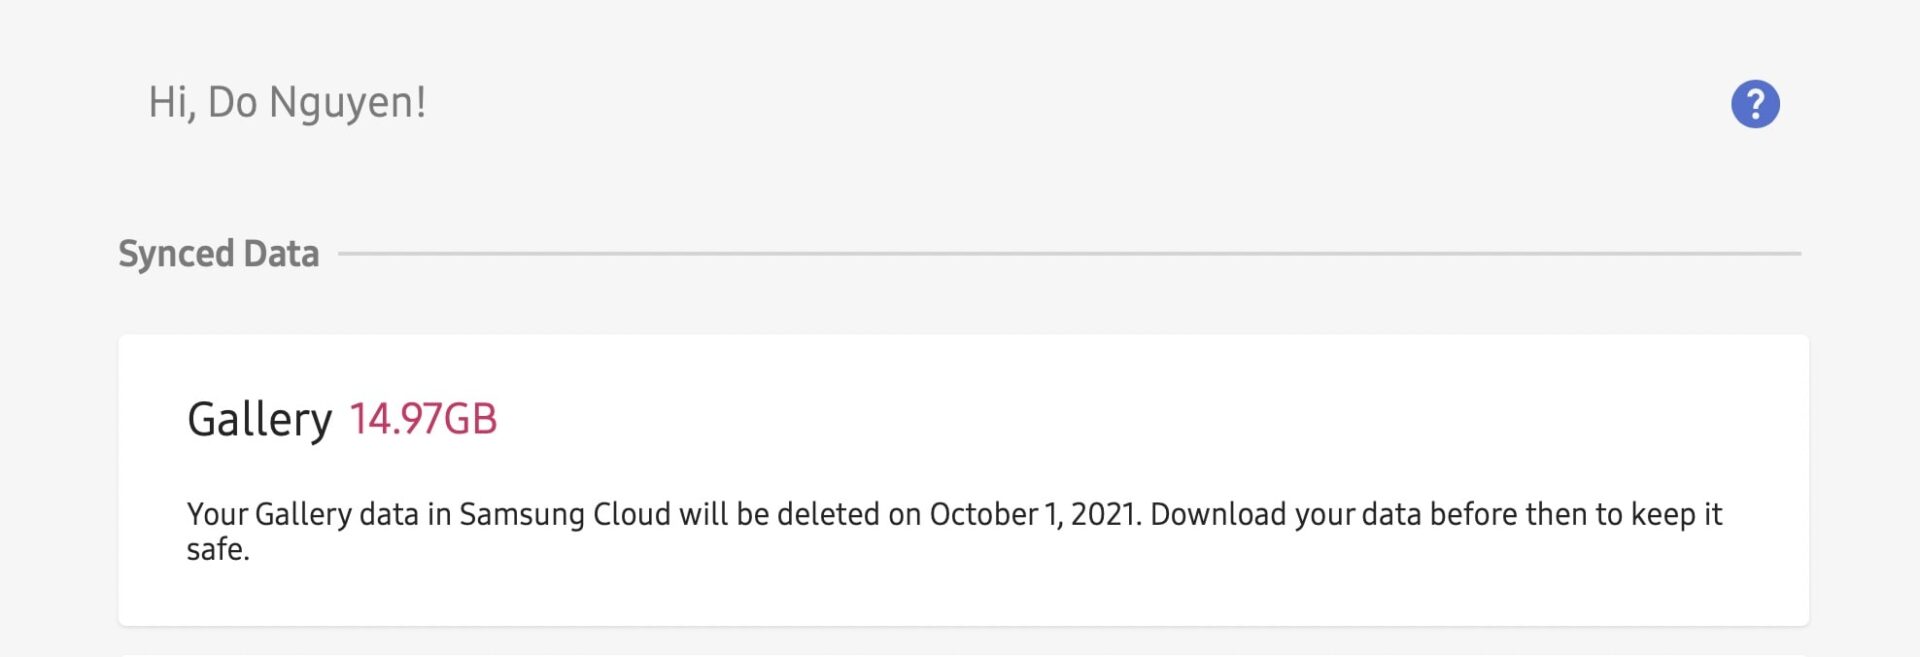 Hi, Do Nguyen!
?
Synced Data
Gallery 14.97GB
Your Gallery data in Samsung Cloud will be deleted on October 1, 2021. Download your data before then to keep it
safe.